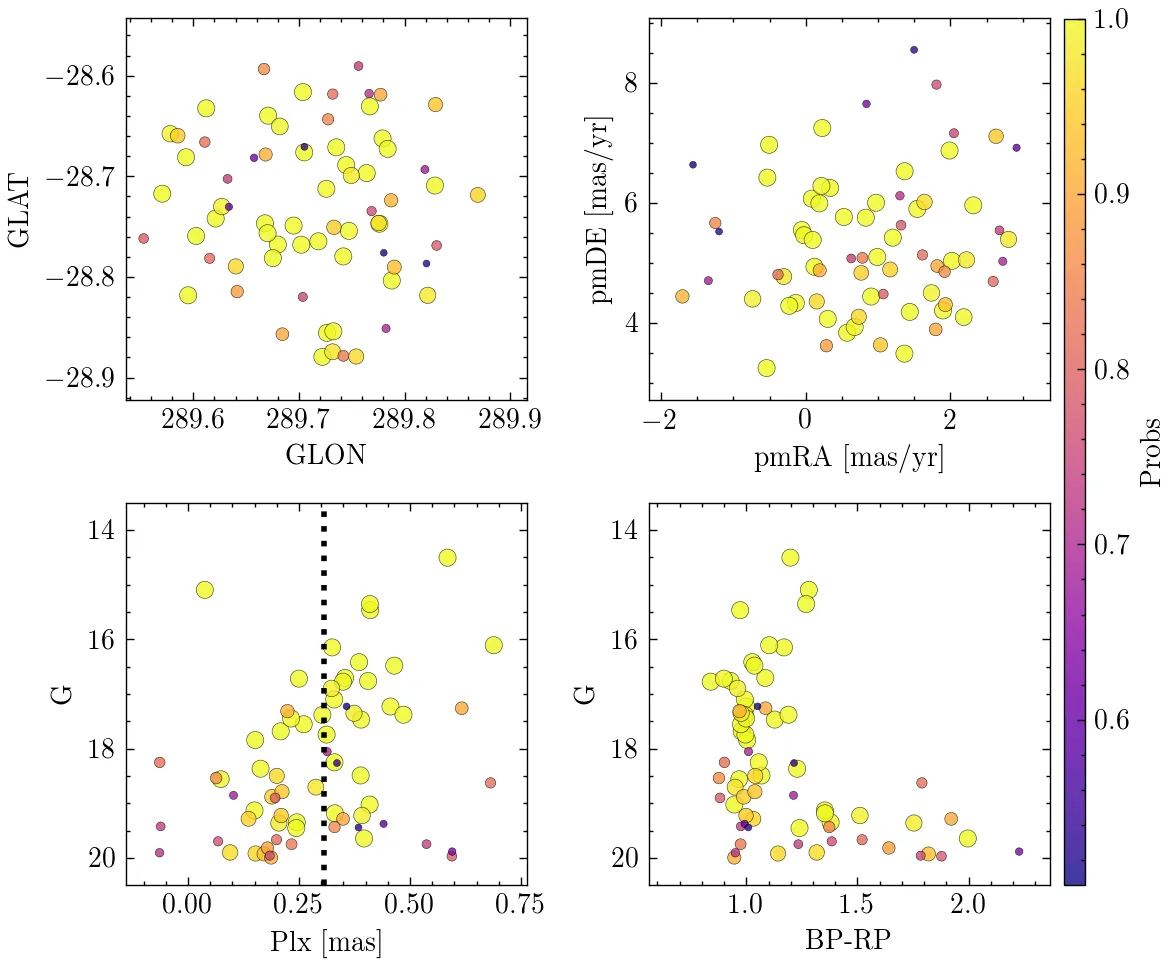 −28.6
−28.7
−28.8
−28.9
GLAT
289.6 289.7 289.8 289.9
GLON
8
6
4
pmDE [mas/yr]
−2 0 2
pmRA [mas/yr]
14
16
18
20
G
0.00 0.25 0.50 0.75
Plx [mas]
14
16
18
20
G
1.0 1.5 2.0
BP-RP
1.0
0.9
0.8
0.7
0.6
Probs